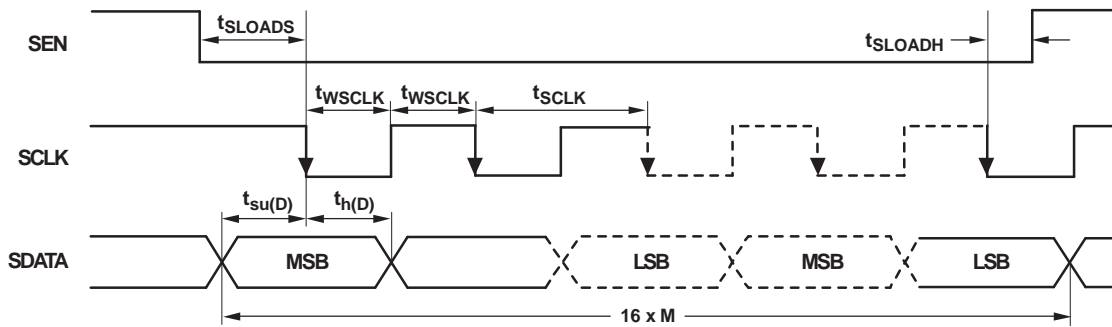 SEN
tSLOADS
tSLOADH
tWSCLK
tWSCLK
tSCLK
SCLK
tsu(D)
th(D)
SDATA
MSB
LSB
MSB
LSB
16 x M